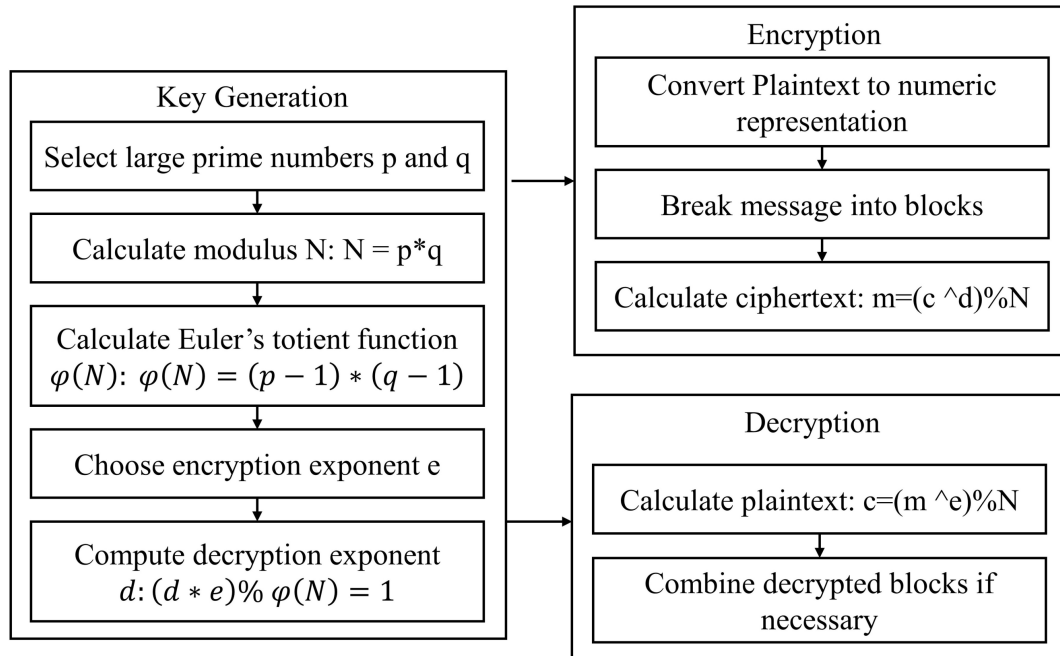 Key Generation
Select large prime numbers p and q
Calculate modulus N: N = p*q
Calculate Euler’s totient function
𝜑(𝑁): 𝜑(𝑁) = (𝑝 − 1) ∗ (𝑞 − 1)
Choose encryption exponent e
Compute decryption exponent
𝑑: (𝑑 ∗ 𝑒)% 𝜑(𝑁) = 1
Encryption
Convert Plaintext to numeric
representation
Break message into blocks
Calculate ciphertext: m=(c ^d)%N
Decryption
Calculate plaintext: c=(m ^e)%N
Combine decrypted blocks if
necessary